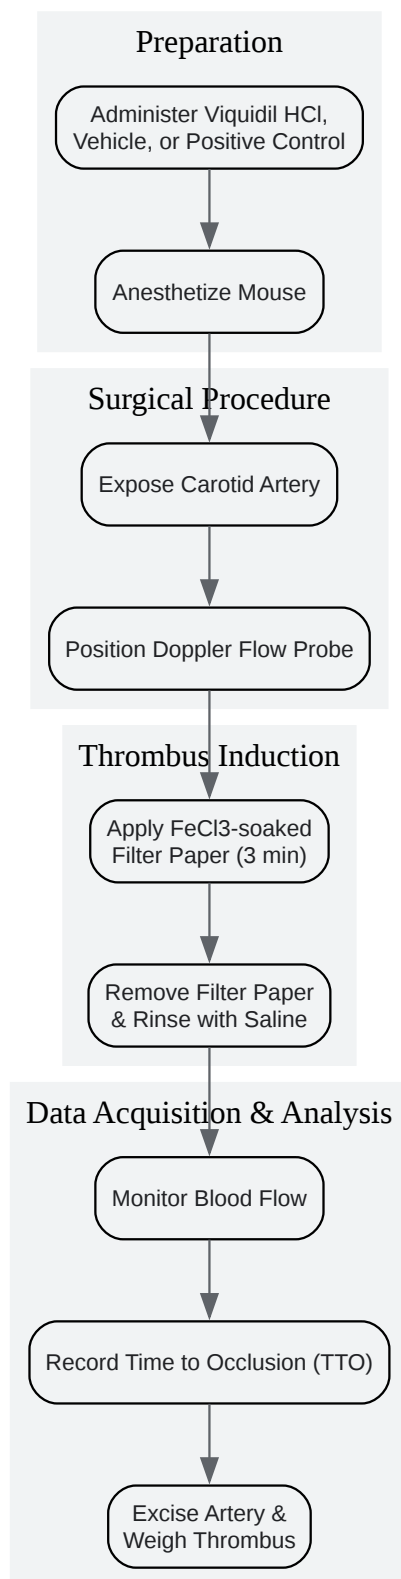 Preparation
Administer Viquidil HCl,
Vehicle, or Positive Control
Anesthetize Mouse
Surgical Procedure
Expose Carotid Artery
Position Doppler Flow Probe
Thrombus Induction
Apply FeCl3-soaked
Filter Paper (3 min)
Remove Filter Paper
& Rinse with Saline
Data Acquisition & Analysis
Monitor Blood Flow
Record Time to Occlusion (TTO)
Excise Artery &
Weigh Thrombus